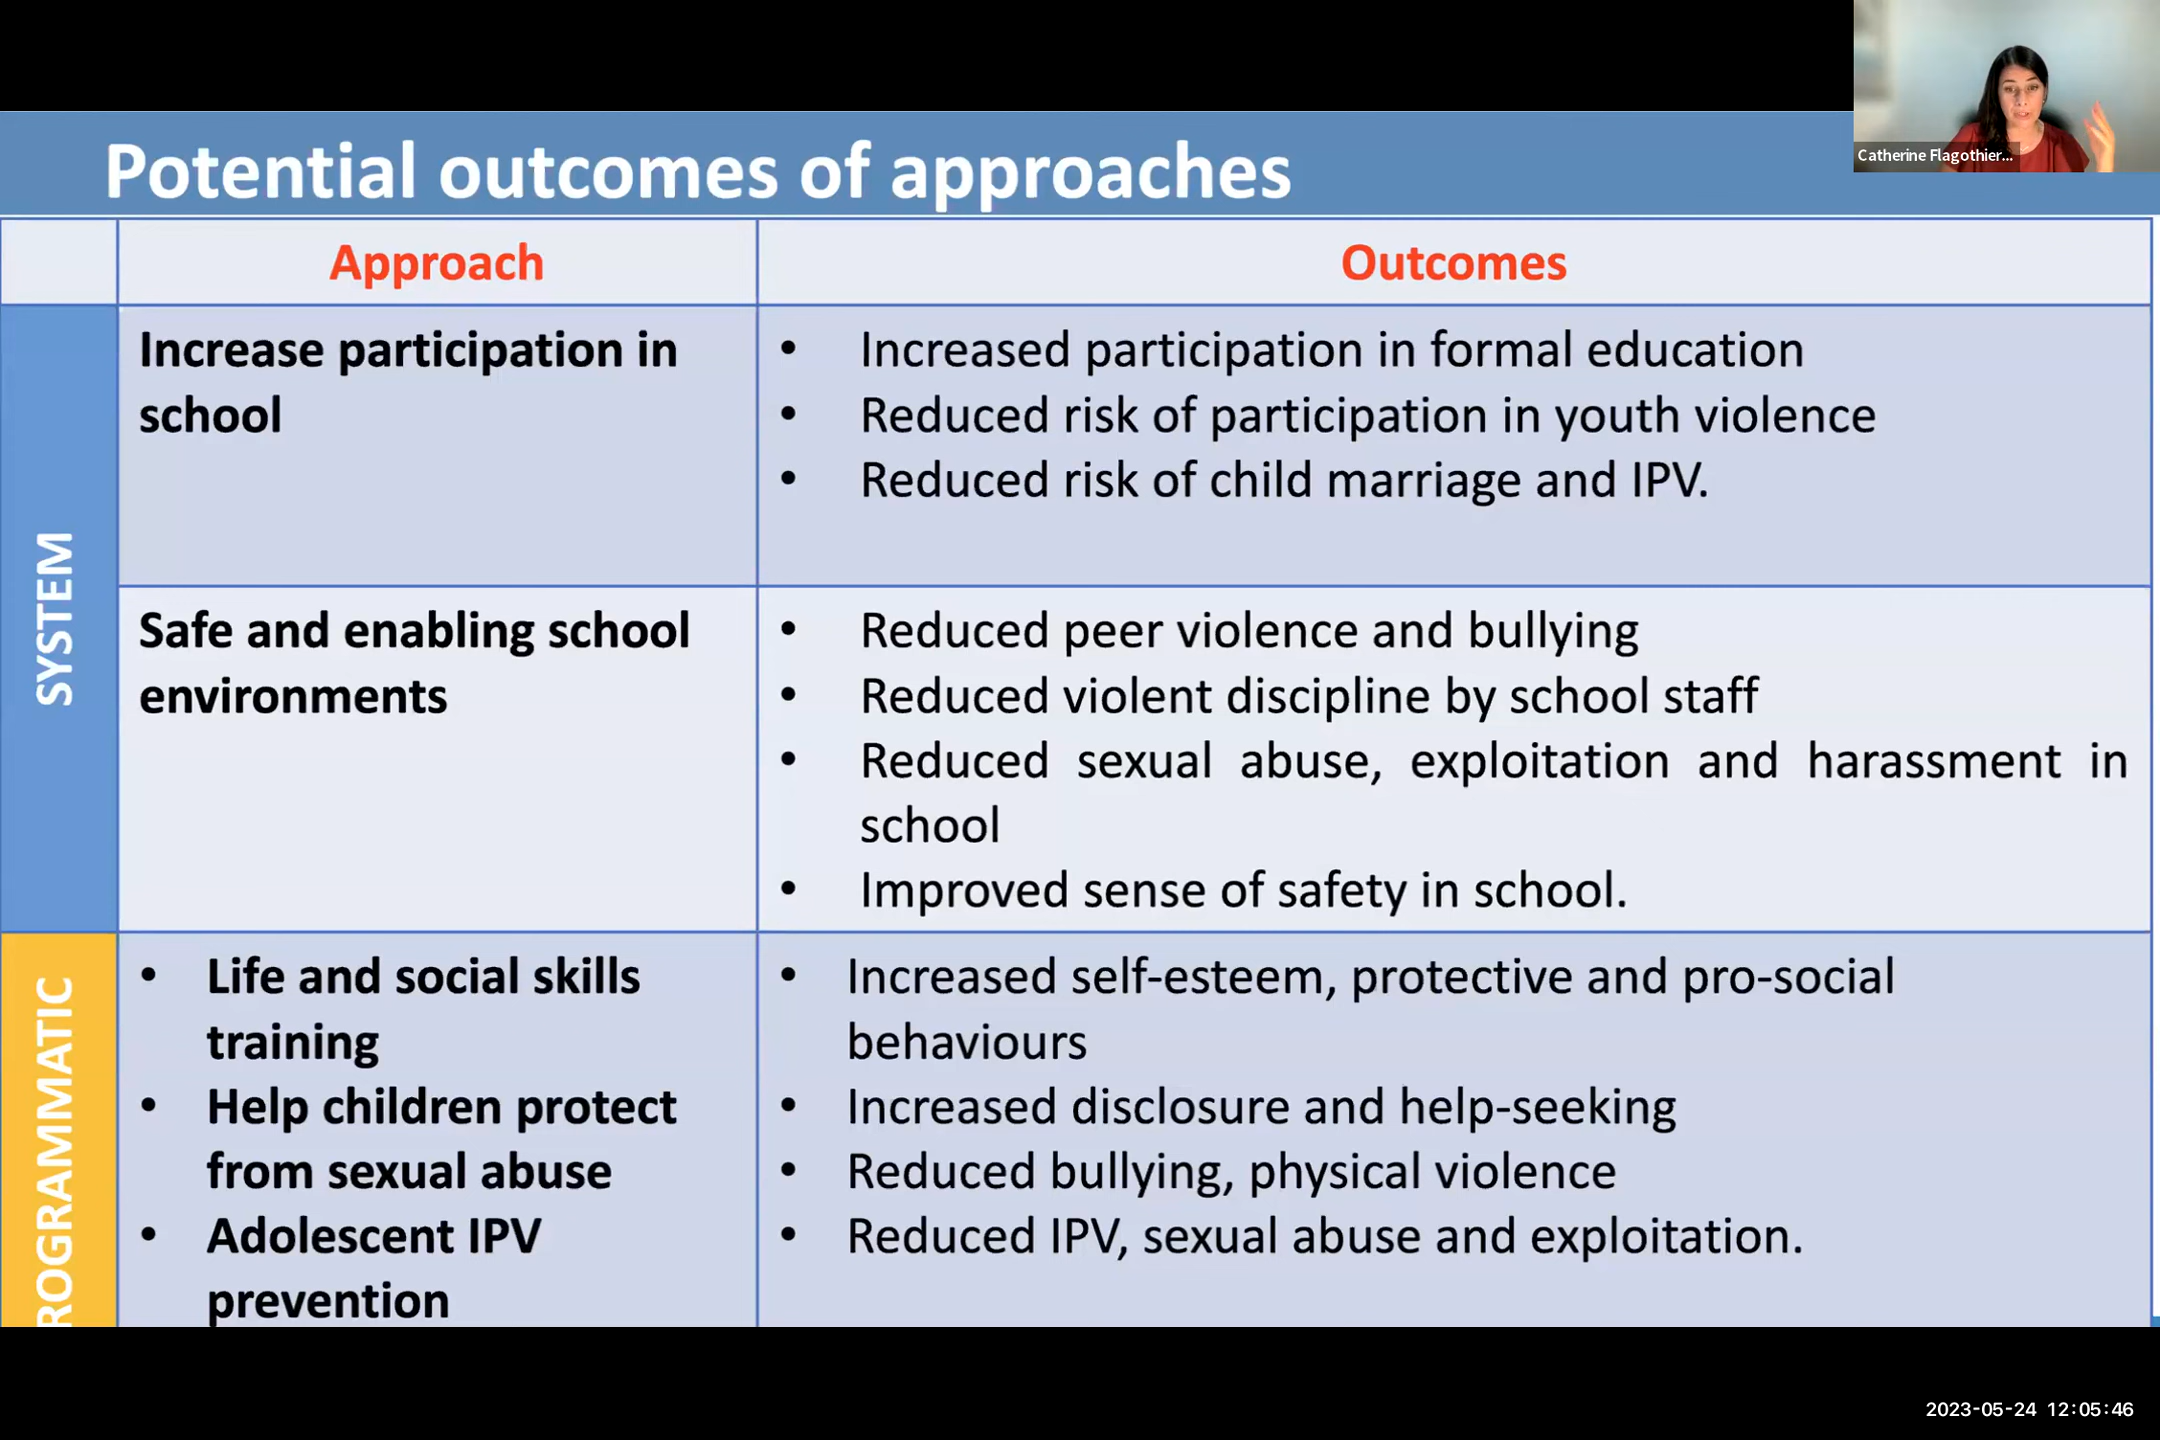 Catherine Flagothier...
Potential outcomes of approaches
Approach
Outcomes
SYSTEM
Increase participation in
school
• Increased participation in formal education
• Reduced risk of participation in youth violence
• Reduced risk of child marriage and IPV.
Safe and enabling school
environments
• Reduced peer violence and bullying
• Reduced violent discipline by school staff
• Reduced sexual abuse, exploitation and harassment in
school
• Improved sense of safety in school.
ROGRAMMATIC
• Life and social skills
training
• Help children protect
from sexual abuse
• Adolescent IPV
prevention
• Increased self-esteem, protective and pro-social
behaviours
• Increased disclosure and help-seeking
• Reduced bullying, physical violence
• Reduced IPV, sexual abuse and exploitation.
2023-05-24 12:05:46